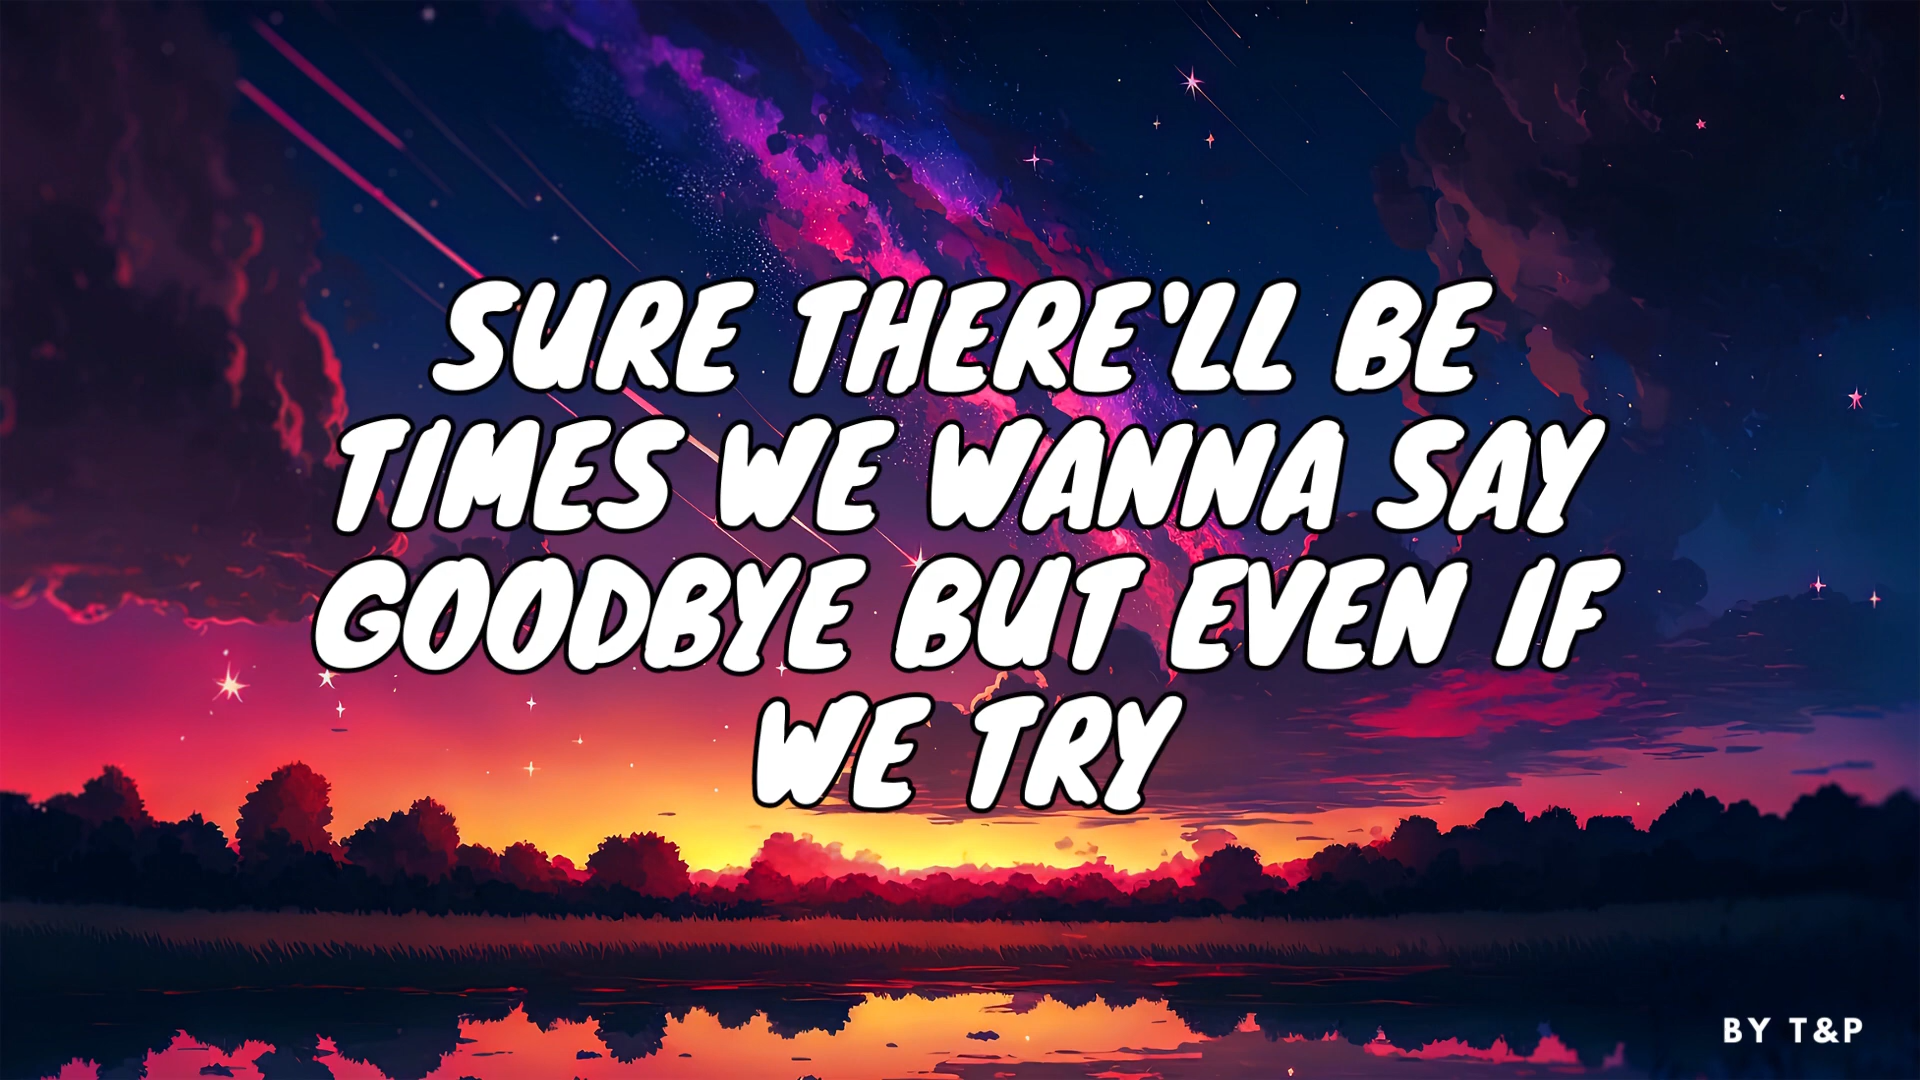 SURE THERE'LL BE
TIMES WE WANNA SAY
GOODBYE BUT EVEN IF
WE TRY
BY T&P